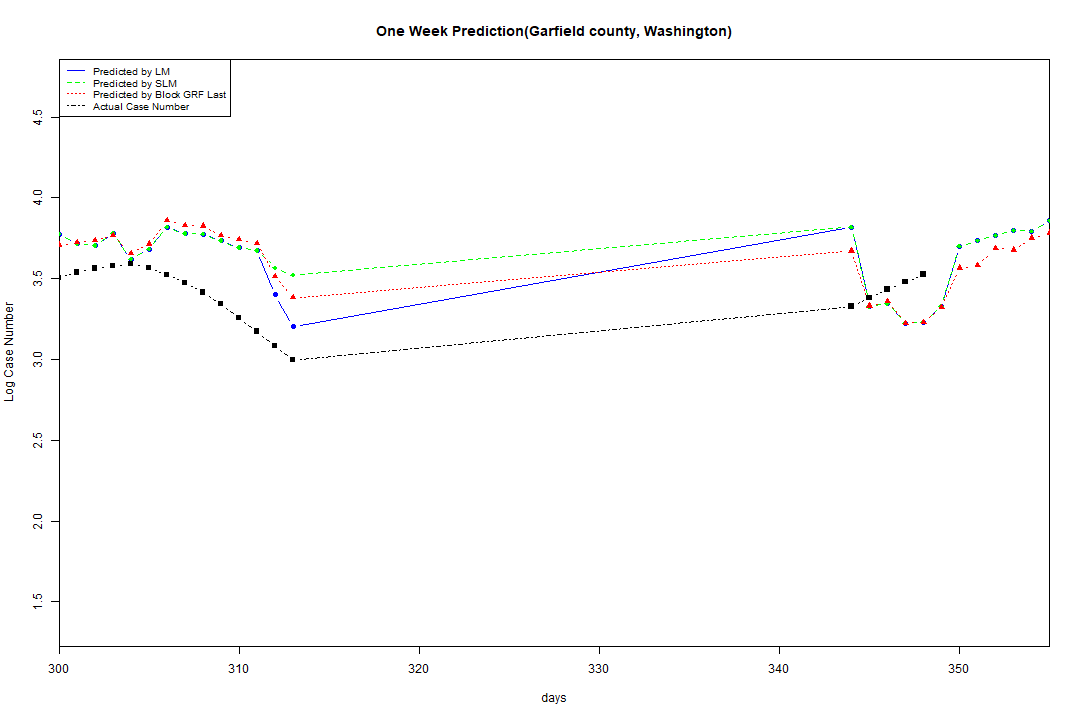 One Week Prediction(Garfield county, Washington)
Predicted by LM
Predicted by SLM
Predicted by Block GRF Last
Actual Case Number
Log Case Number
4.5
4.0
3.5
3.0
2.5
2.0
1.5
300 310 320 330 340 350
days